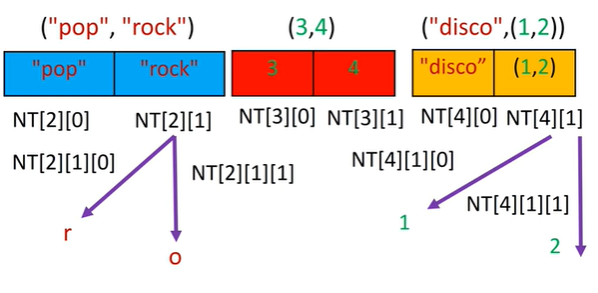 ("pop", "rock") (3,4) ("disco",(1,2))
"pop" "rock" 3 4 "disco” (1,2)
NT[2][0] NT[2][1] NT[3][0] NT[3][1] NT[4][0] NT[4][1]
NT[2][1][0] NT[2][1][1] NT[4][1][0]
NT[4][1][1]
r o 1 2